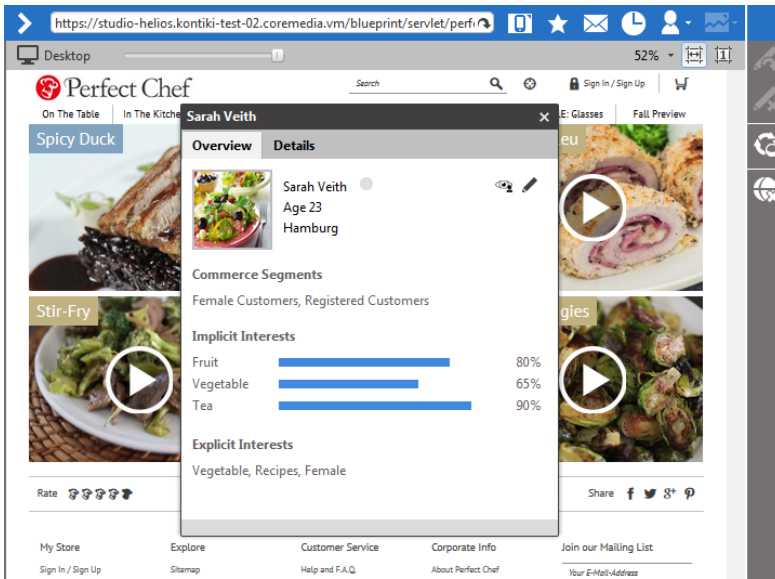 https://studio-helios.kontiki-test-02.coremedia.vm/blueprint/servlet/perf
Desktop
52%
Perfect Chef
Search
Sign In / Sign Up
On The Table
In The Kitche
E: Glasses
Fall Preview
Spicy Duck
eu
Sarah Veith
Overview
Details
Sarah Veith
Age 23
Hamburg
Commerce Segments
Female Customers, Registered Customers
Stir-Fry
gies
Implicit Interests
Fruit 80%
Vegetable 65%
Tea 90%
Explicit Interests
Vegetable, Recipes, Female
Rate
Share
My Store
Explore
Customer Service
Corporate Info
Join our Mailing List
Sign In / Sign Up
Sitemap
Help and F.A.Q.
About Perfect Chef
Your E-Mail-Address